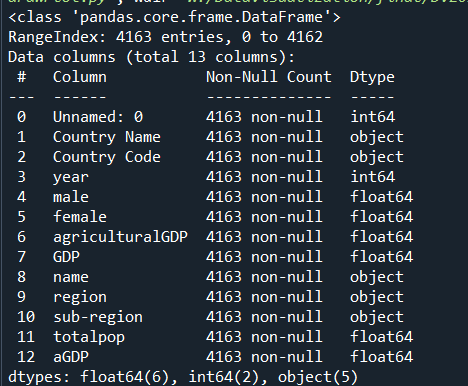 <class 'pandas.core.frame.DataFrame'>
RangeIndex: 4163 entries, 0 to 4162
Data columns (total 13 columns):
 #   Column           Non-Null Count  Dtype
---  ------           --------------  -----
 0   Unnamed: 0       4163 non-null   int64
 1   Country Name     4163 non-null   object
 2   Country Code     4163 non-null   object
 3   year             4163 non-null   int64
 4   male             4163 non-null   float64
 5   female           4163 non-null   float64
 6   agriculturalGDP  4163 non-null   float64
 7   GDP              4163 non-null   float64
 8   name             4163 non-null   object
 9   region           4163 non-null   object
 10  sub-region       4163 non-null   object
 11  totalpop         4163 non-null   float64
 12  aGDP             4163 non-null   float64
dtypes: float64(6), int64(2), object(5)